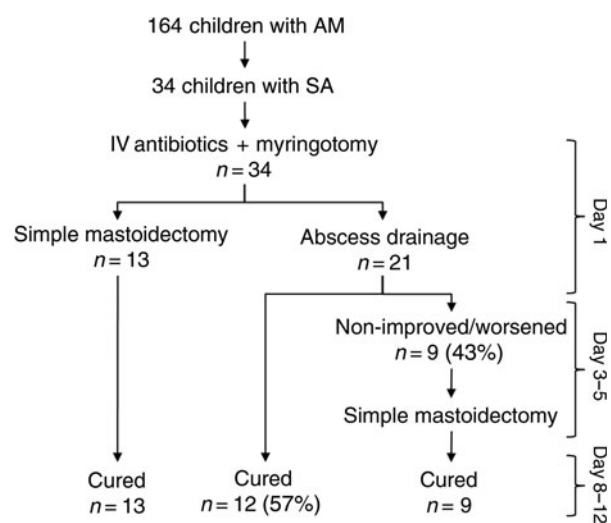 164 children with AM
34 children with SA
IV antibiotics + myringotomy
n = 34
Simple mastoidectomy
n = 13
Abscess drainage
n = 21
Day 1
Non-improved/worsened
n = 9 (43%)
Simple mastoidectomy
Day 3–5
Cured
n = 13
Cured
n = 12 (57%)
Cured
n = 9
Day 8–12